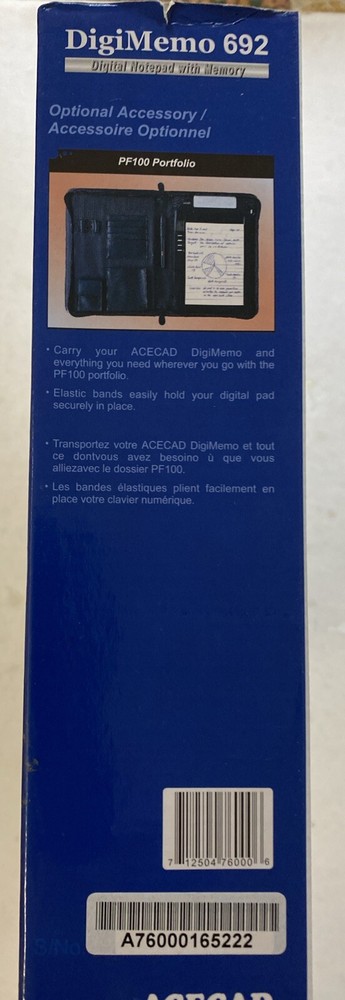 DigiMemo 692
Digital Notepad with Memory
Optional Accessory /
Accessoire Optionnel
PF100 Portfolio
• Carry your ACECAD DigiMemo and
everything you need wherever you go with the
PF100 portfolio.
• Elastic bands easily hold your digital pad
securely in place.
• Transportez votre ACECAD DigiMemo et tout
ce dontvous avez besoino ù que vous
alliezavec le dossier PF100.
• Les bandes élastiques plient facilement en
place votre clavier numérique.
7 12504 76000 6
S/No
A76000165222
ACECAD